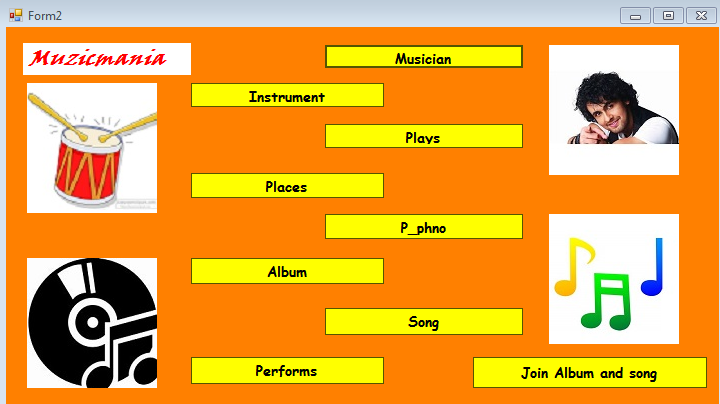 Form2
Muzicmania
Musician
Instrument
Plays
Places
P_phno
Album
Song
Performs
Join Album and song